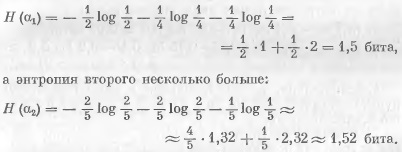 H (α₁) = − 1/2 log 1/2 − 1/4 log 1/4 − 1/4 log 1/4 =
= 1/2 · 1 + 1/2 · 2 = 1,5 бита,
а энтропия второго несколько больше:
H (α₂) = − 2/5 log 2/5 − 2/5 log 2/5 − 1/5 log 1/5 ≈
≈ 4/5 · 1,32 + 1/5 · 2,32 ≈ 1,52 бита.